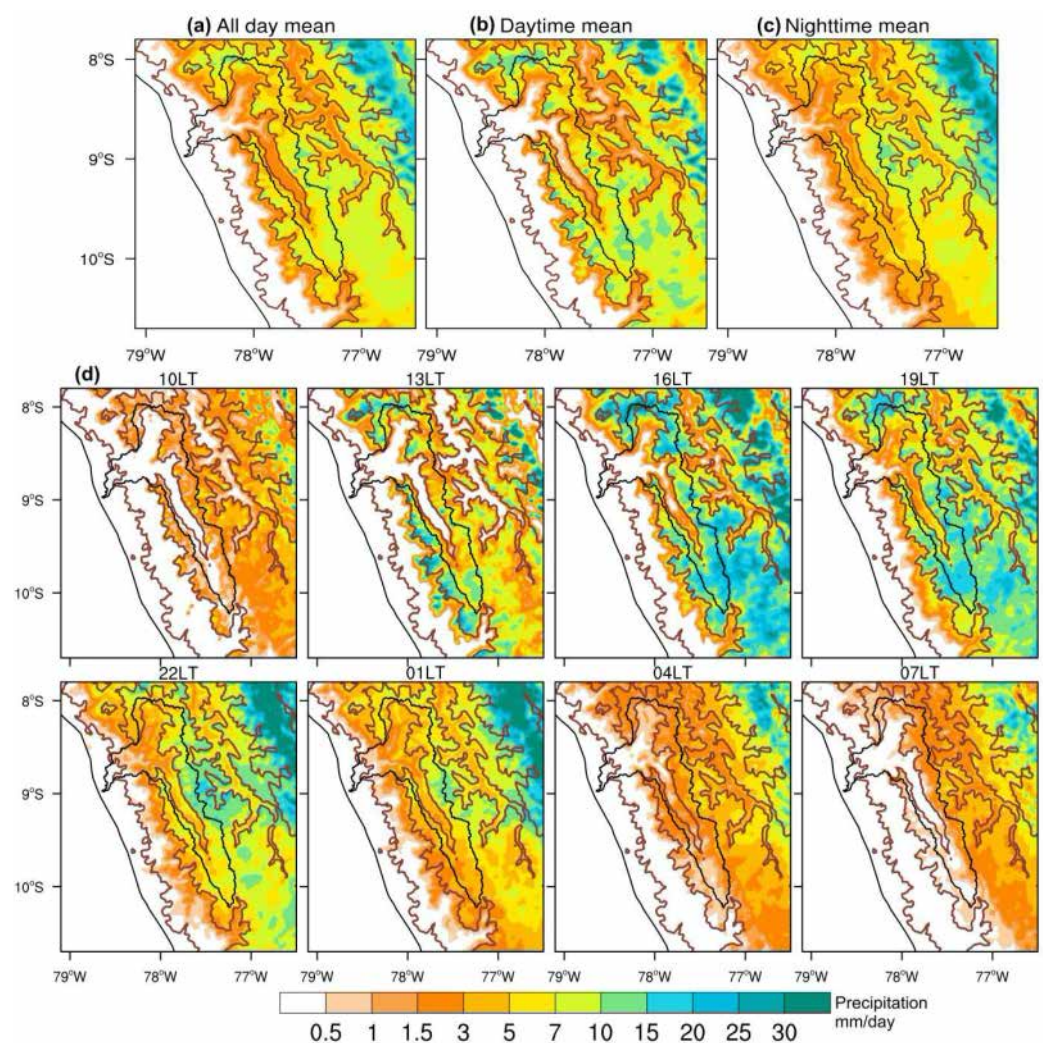 (a) All day mean (b) Daytime mean (c) Nighttime mean
8°S
9°S
10°S
79°W 78°W 77°W 79°W 78°W 77°W 79°W 78°W 77°W
(d)
10LT 13LT 16LT 19LT
8°S
9°S
10°S
22LT 01LT 04LT 07LT
8°S
9°S
10°S
79°W 78°W 77°W 79°W 78°W 77°W 79°W 78°W 77°W 79°W 78°W 77°W
Precipitation
mm/day
0.5 1 1.5 3 5 7 10 15 20 25 30